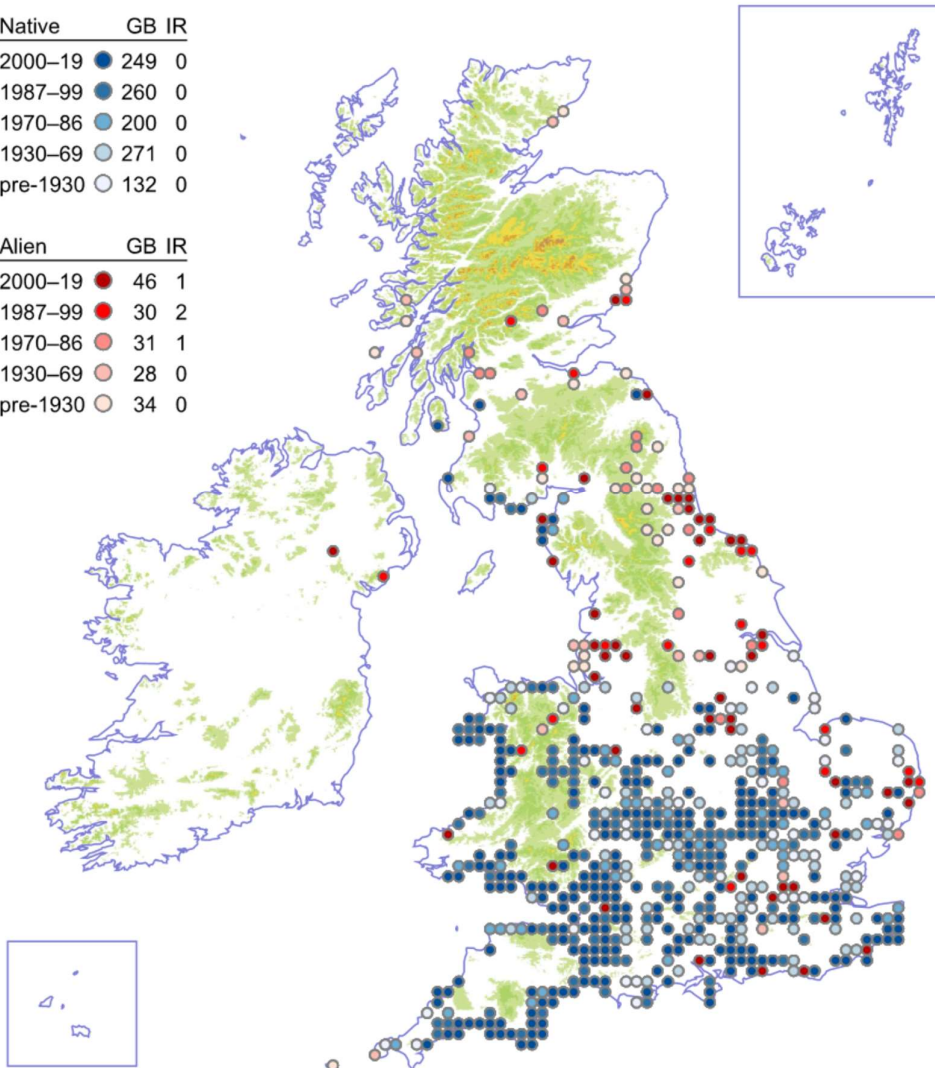 Native GB IR
2000–19 249 0
1987–99 260 0
1970–86 200 0
1930–69 271 0
pre-1930 132 0
Alien GB IR
2000–19 46 1
1987–99 30 2
1970–86 31 1
1930–69 28 0
pre-1930 34 0